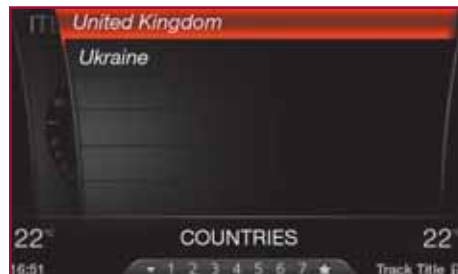 United Kingdom
Ukraine
22° COUNTRIES 22°
16:51 1 2 3 4 5 6 7 ★ Track Title